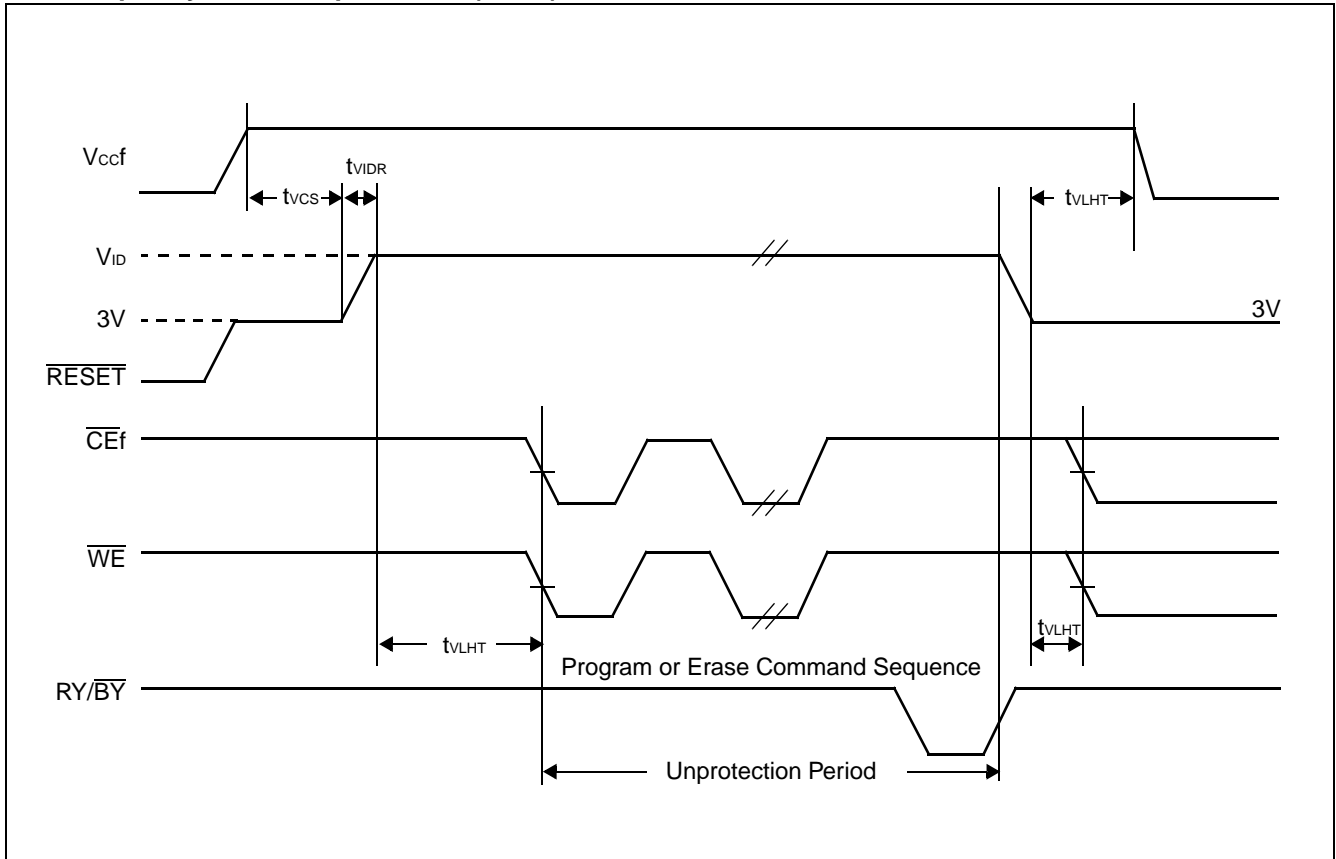 Vccf
tVIDR
tVCS
tVLHT
VID
3V
3V
RESET
CEf
WE
tVLHT
tVLHT
Program or Erase Command Sequence
RY/BY
Unprotection Period